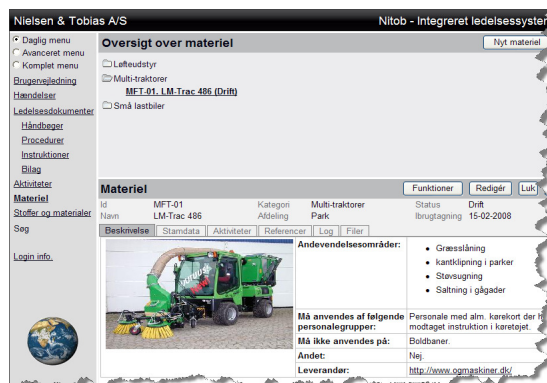 Nielsen & Tobias A/S
Nitob - Integreret ledelsessystem
Daglig menu
Avanceret menu
Komplet menu
Brugervejledning
Hændelser
Ledelsesdokumenter
Håndbøger
Procedurer
Instruktioner
Bilag
Aktiviteter
Materiel
Stoffer og materialer
Søg
Login info.
Oversigt over materiel
Nyt materiel
Løfteudstyr
Multi-traktorer
MFT-01. LM-Trac 486 (Drift)
Små lastbiler
Materiel
Funktioner Redigér Luk
Id MFT-01 Kategori Multi-traktorer Status Drift
Navn LM-Trac 486 Afdeling Park Ibrugtagning 15-02-2008
Beskrivelse Stamdata Aktiviteter Referencer Log Filer
Andevendelsesområder:
Græsslåning
kantklipning i parker
Støvsugning
Saltning i gågader
Må anvendes af følgende personale med alm. kørekort der
personalegrupper: modtaget instruktion i køretøjet.
Må ikke anvendes på: Boldbaner.
Andet: Nej.
Leverandør: http://www.ogmaskiner.dk/